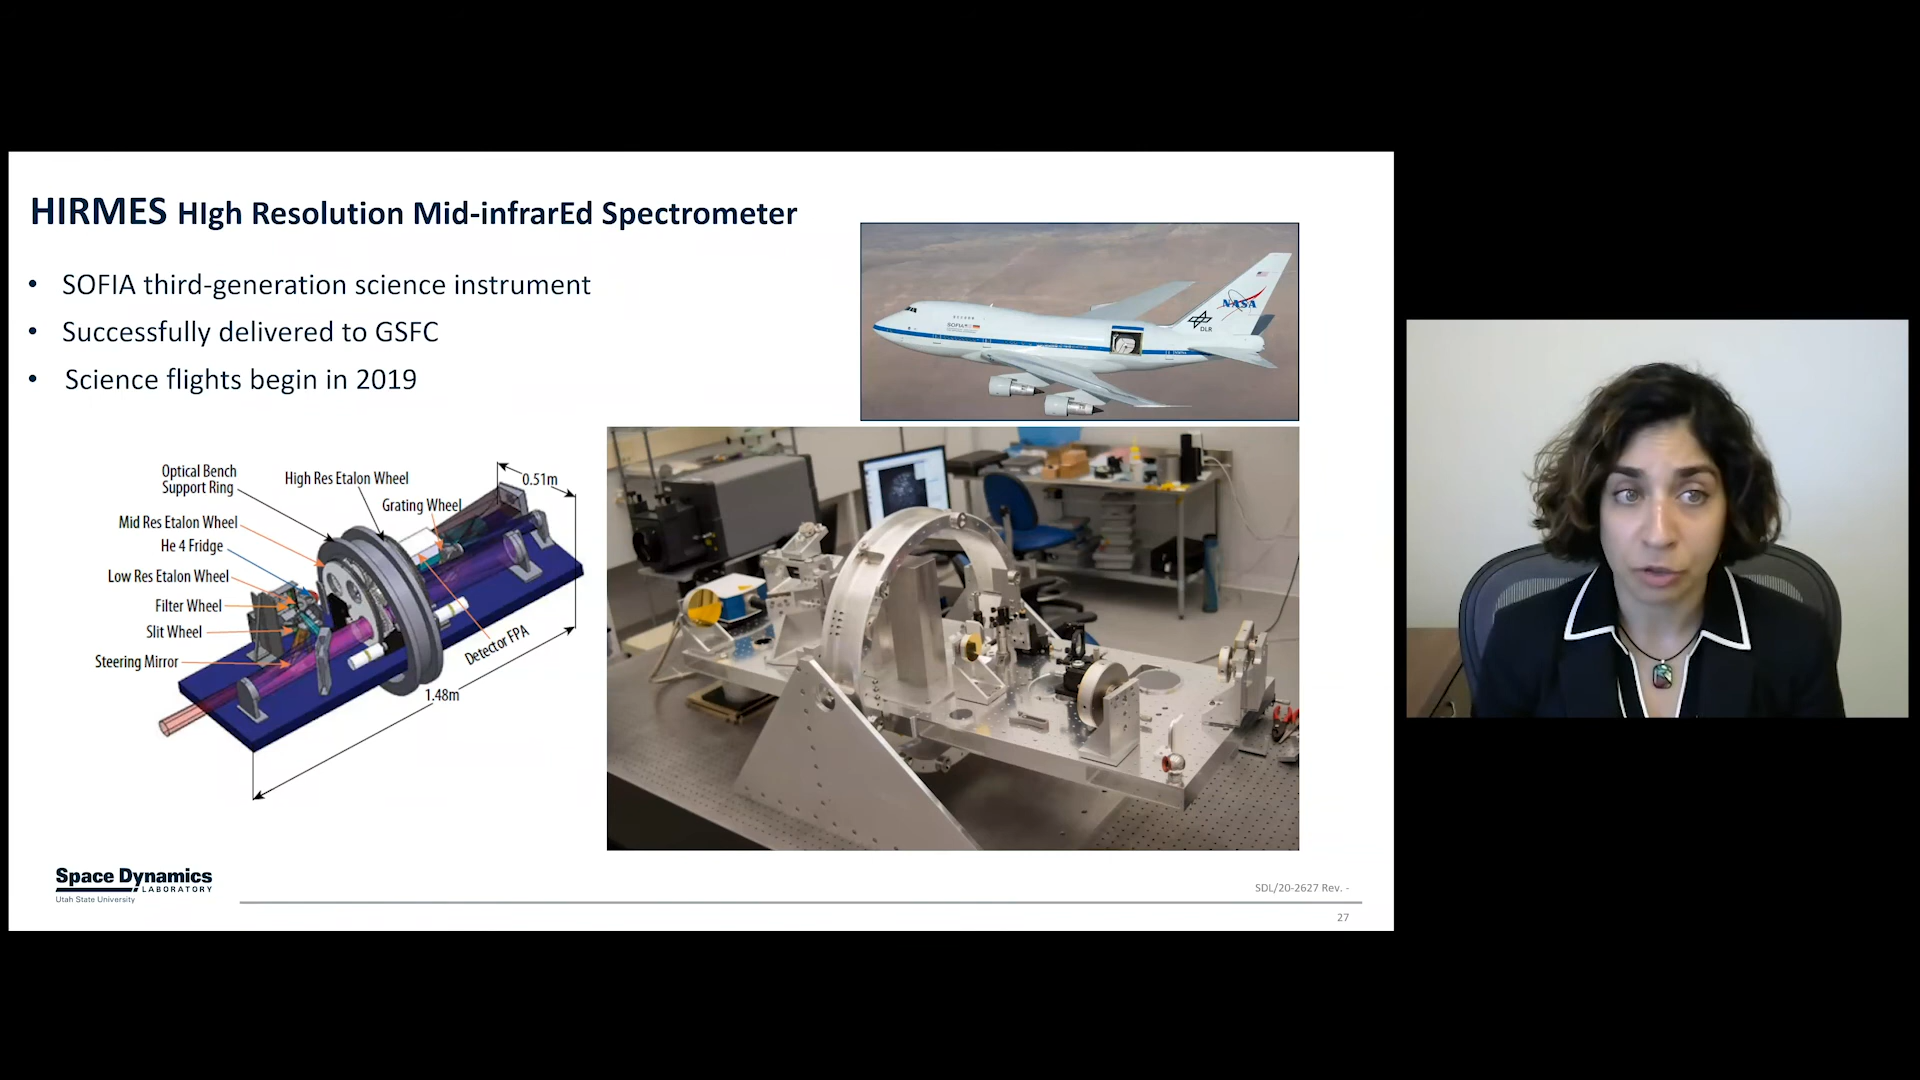 HIRMES HIgh Resolution Mid-infrarEd Spectrometer
• SOFIA third-generation science instrument
• Successfully delivered to GSFC
• Science flights begin in 2019
NASA
SOFIA
DLR
Optical Bench
Support Ring
High Res Etalon Wheel
0.51m
Grating Wheel
Mid Res Etalon Wheel
He 4 Fridge
Low Res Etalon Wheel
Filter Wheel
Slit Wheel
Steering Mirror
Detector FPA
1.48m
Space Dynamics
LABORATORY
Utah State University
SDL/20-2627 Rev. -
27